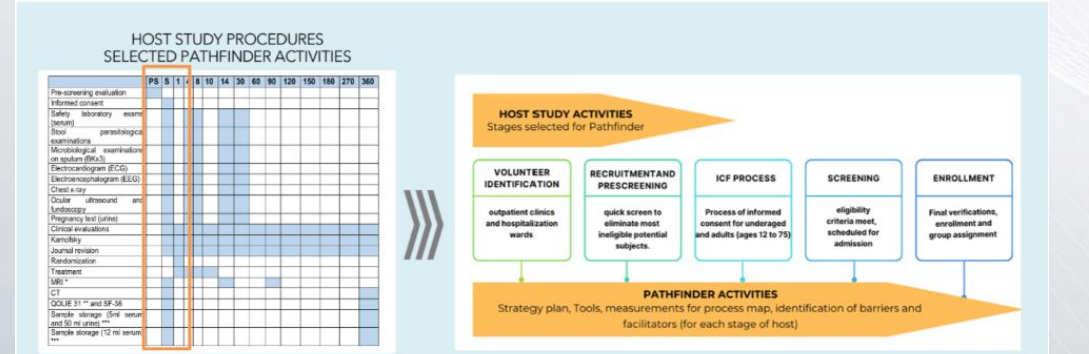 HOST STUDY PROCEDURES
SELECTED PATHFINDER ACTIVITIES
PS S 1 4 8 10 14 30 60 90 120 150 180 270 360
Pre-screening evaluation
Informed consent
Safety laboratory exams
(serum)
Stool parasitological
examinations
Microbiological examinations
on sputum (BKx3)
Electrocardiogram (ECG)
Electroencephalogram (EEG)
Chest x-ray
Ocular ultrasound and
fundoscopy
Pregnancy test (urine)
Clinical evaluations
Karnofsky
Journal revision
Randomization
Treatment
MRI *
CT
QOLIE 31 ** and SF-36
Sample storage (5ml serum
and 50 ml urine) ***
Sample storage (12 ml serum)
***
HOST STUDY ACTIVITIES
Stages selected for Pathfinder
VOLUNTEER
IDENTIFICATION
outpatient clinics
and hospitalization
wards
RECRUITMENT AND
PRESCREENING
quick screen to
eliminate most
ineligible potential
subjects.
ICF PROCESS
Process of informed
consent for underaged
and adults (ages 12 to 75)
SCREENING
eligibility
criteria meet,
scheduled for
admission
ENROLLMENT
Final verifications,
enrollment and
group assignment
PATHFINDER ACTIVITIES
Strategy plan, Tools, measurements for process map, identification of barriers and
facilitators (for each stage of host)